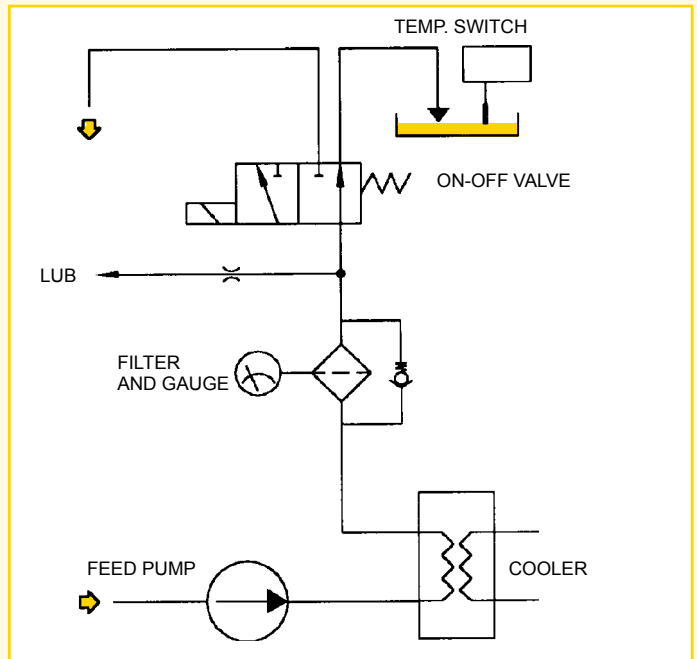 TEMP. SWITCH
ON-OFF VALVE
LUB
FILTER
AND GAUGE
FEED PUMP
COOLER